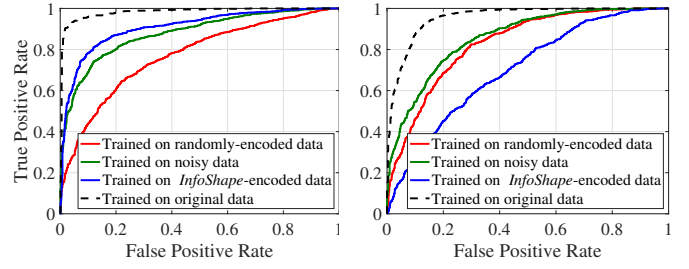 1
0.8
0.6
0.4
0.2
0
True Positive Rate
Trained on randomly-encoded data
Trained on noisy data
Trained on InfoShape-encoded data
Trained on original data
0 0.2 0.4 0.6 0.8 1
False Positive Rate
1
0.8
0.6
0.4
0.2
0
Trained on randomly-encoded data
Trained on noisy data
Trained on InfoShape-encoded data
Trained on original data
0 0.2 0.4 0.6 0.8 1
False Positive Rate